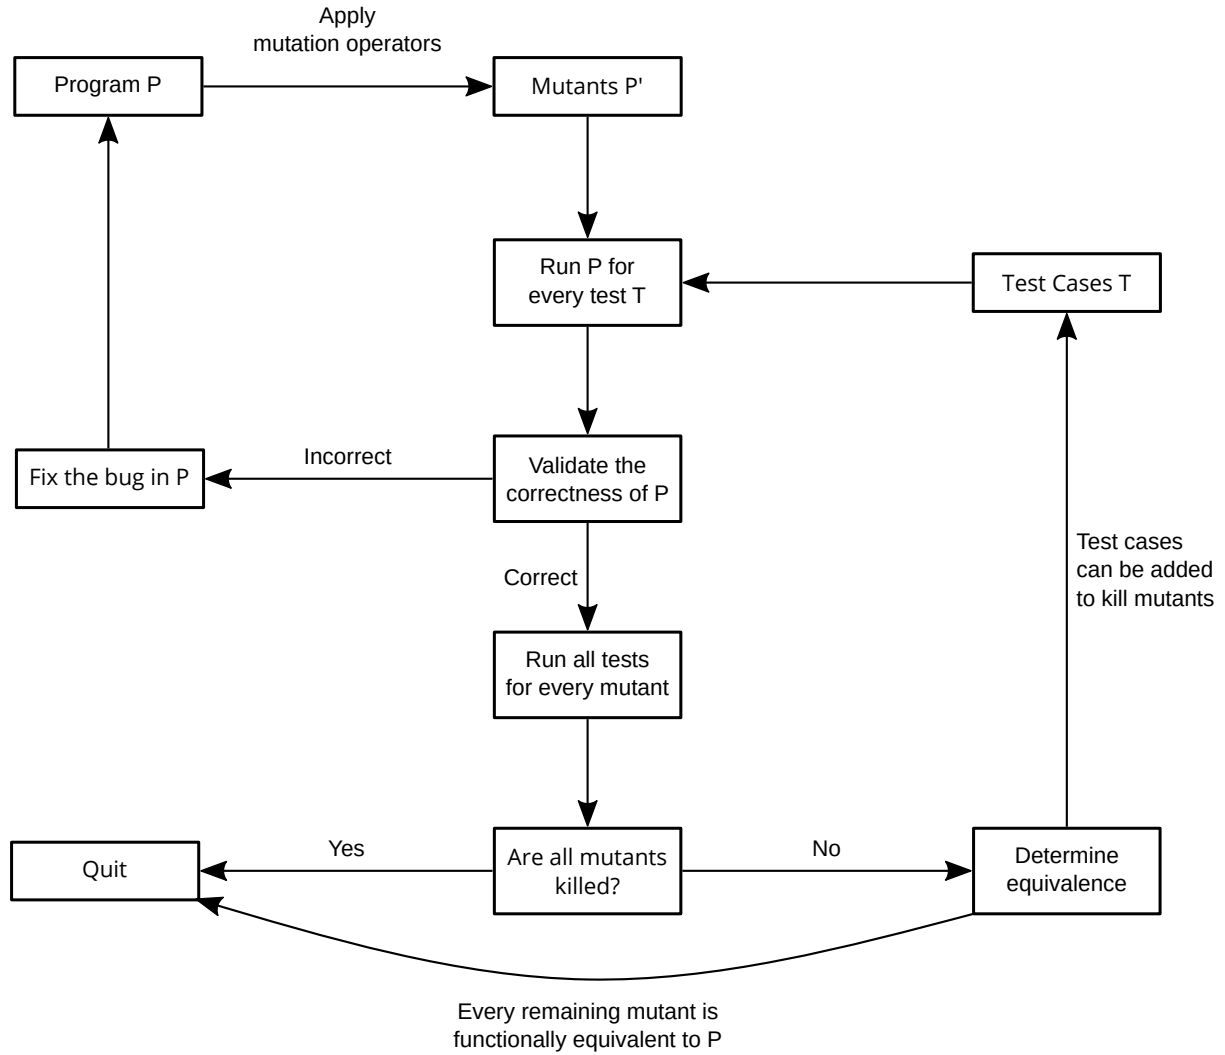 Apply
mutation operators
Program P
Mutants P'
Run P for
every test T
Test Cases T
Fix the bug in P
Incorrect
Validate the
correctness of P
Correct
Test cases
can be added
to kill mutants
Run all tests
for every mutant
Quit
Yes
Are all mutants
killed?
No
Determine
equivalence
Every remaining mutant is
functionally equivalent to P